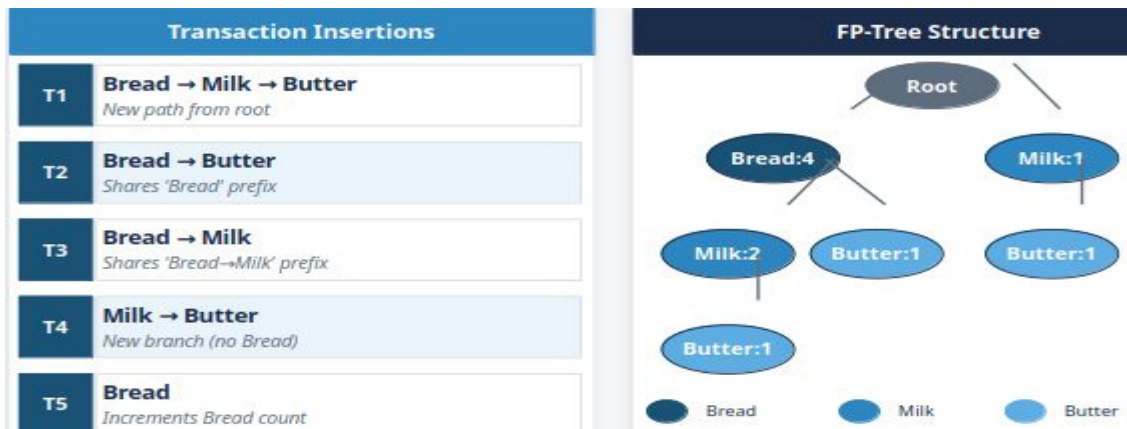 Transaction Insertions
T1
Bread → Milk → Butter
New path from root
T2
Bread → Butter
Shares 'Bread' prefix
T3
Bread → Milk
Shares 'Bread→Milk' prefix
T4
Milk → Butter
New branch (no Bread)
T5
Bread
Increments Bread count
FP-Tree Structure
Root
Bread:4
Milk:1
Milk:2
Butter:1
Butter:1
Butter:1
Bread
Milk
Butter